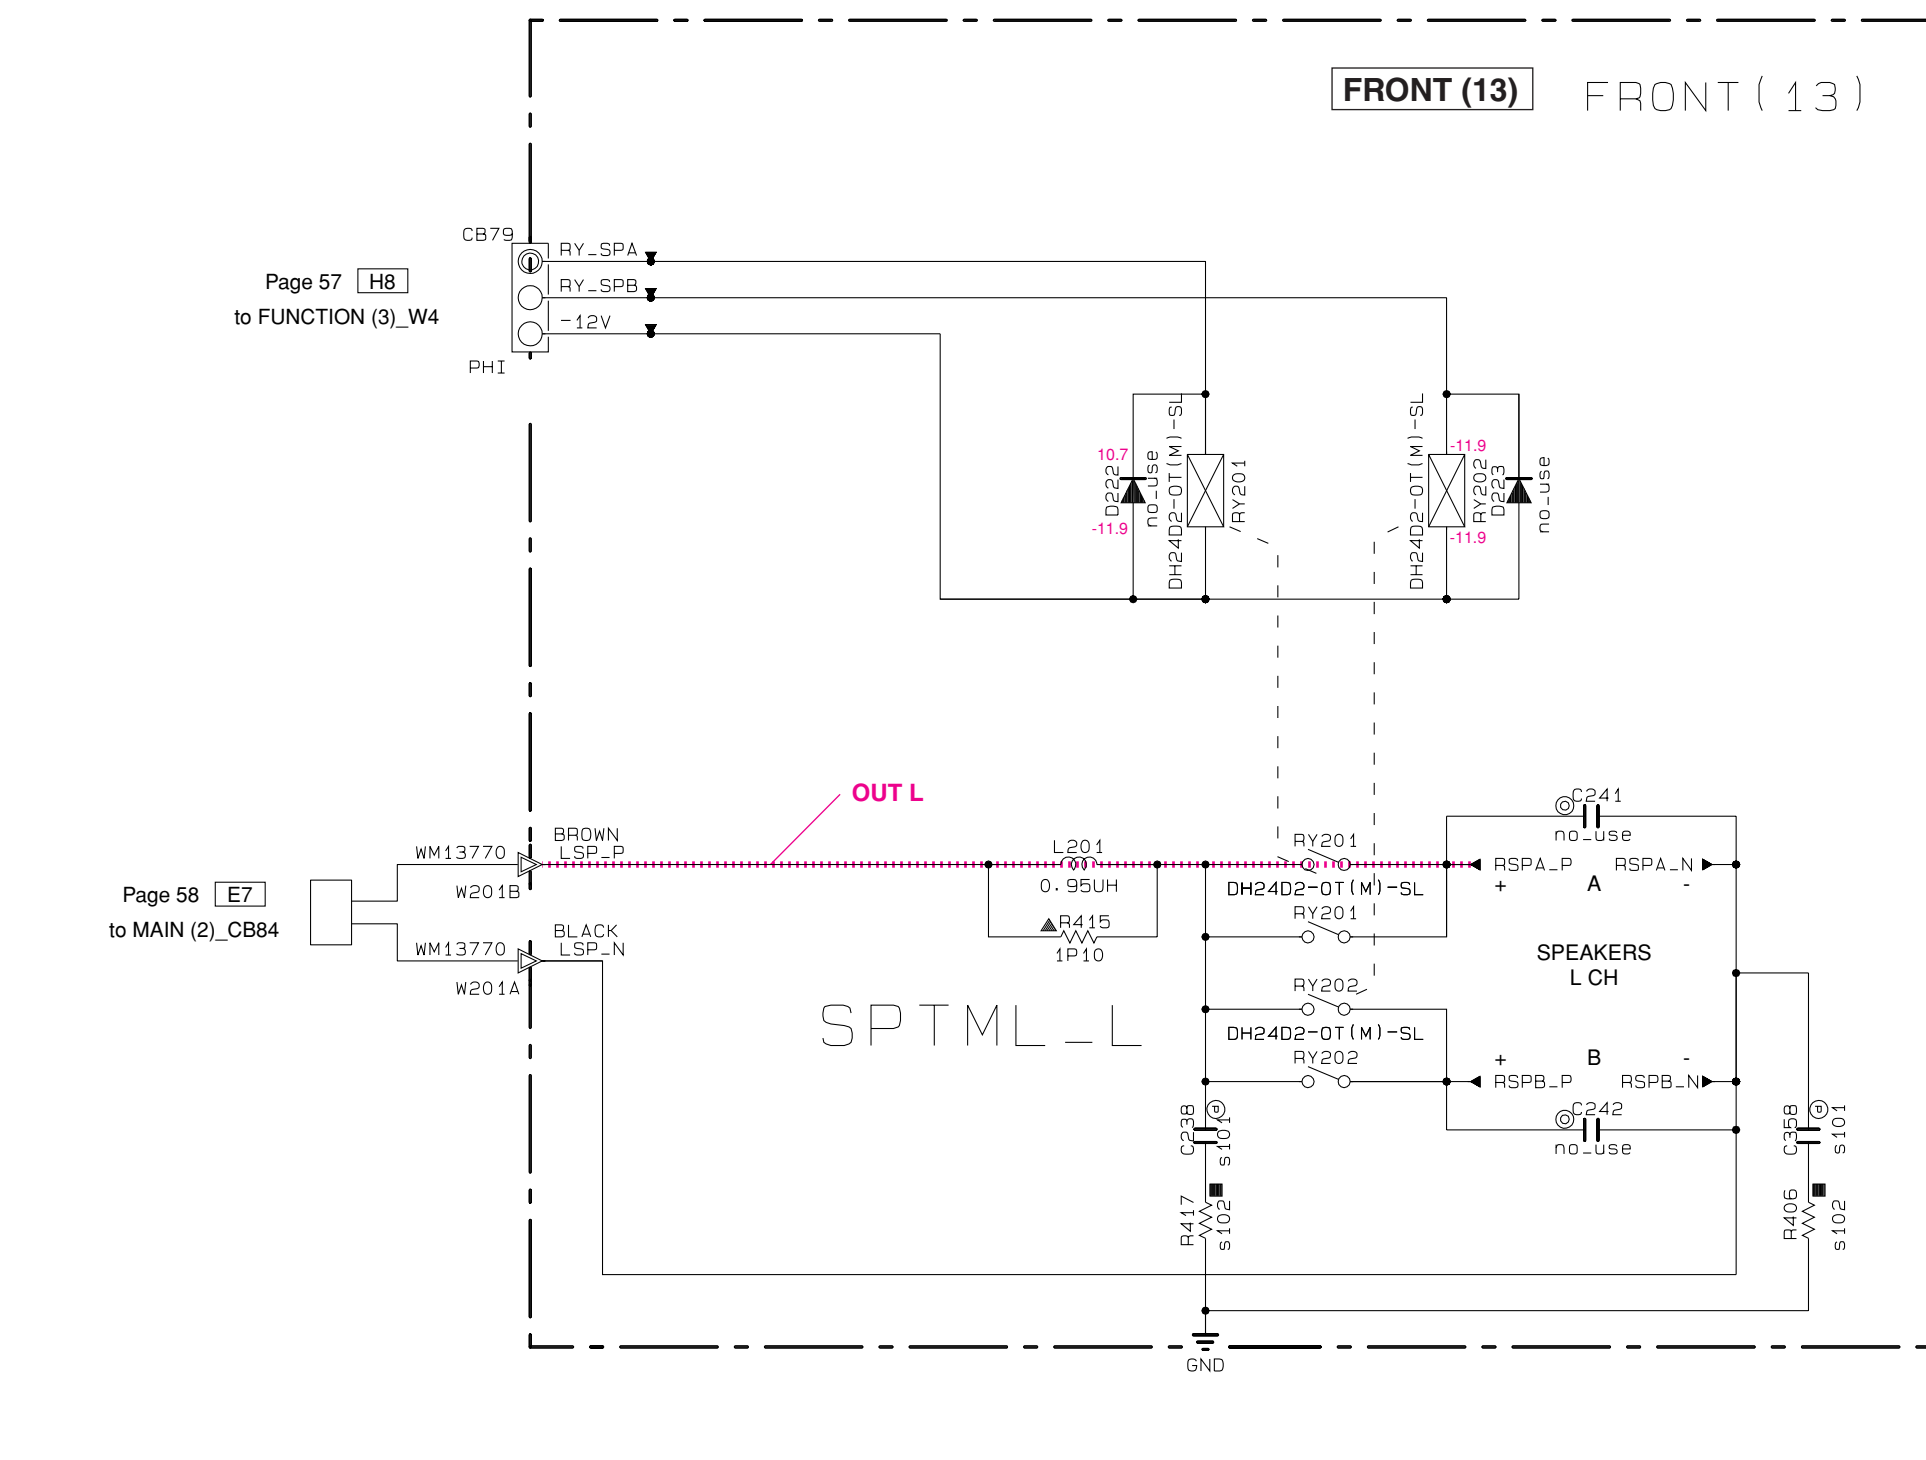 FRONT (13) FRONT(13)
CB79
RY_SPA
RY_SPB
-12V
PHI
Page 57 H8
to FUNCTION (3)_W4
10.7
D222
-11.9
no_use
DH24D2-OT(M)-SL
RY201
DH24D2-OT(M)-SL
-11.9
RY202
-11.9
D223
no_use
OUT L
BROWN
WM13770 LSP_P
W201B
Page 58 E7
to MAIN (2)_CB84
BLACK
WM13770 LSP_N
W201A
L201
0.95UH
R415
1P10
SPTML_L
RY201
DH24D2-OT(M)-SL
RY201
RY202
DH24D2-OT(M)-SL
RY202
C241
no_use
RSPA_P RSPA_N
+ A -
SPEAKERS
L CH
+ B -
RSPB_P RSPB_N
C242
no_use
C238
P
s101
R417
s102
C358
P
s101
R406
s102
GND